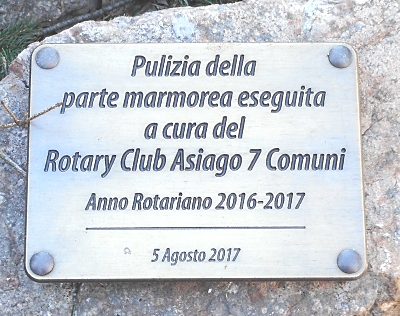 Pulizia della
parte marmorea eseguita
a cura del
Rotary Club Asiago 7 Comuni
Anno Rotariano 2016-2017
5 Agosto 2017